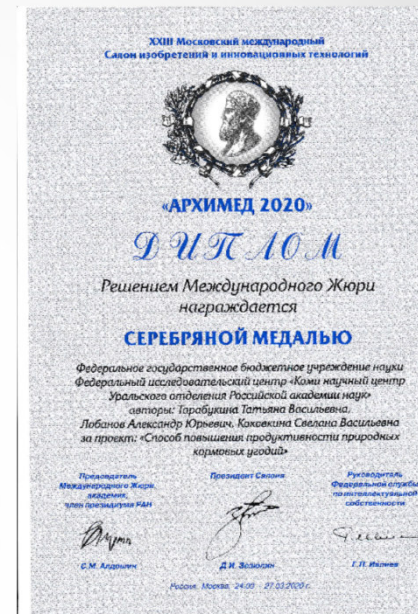 XXIII Московский международный
Салон изобретений и инновационных технологий
«АРХИМЕД 2020»
ДИПЛОМ
Решением Международного Жюри
награждается
СЕРЕБРЯНОЙ МЕДАЛЬЮ
Федеральное государственное бюджетное учреждение науки
Федеральный исследовательский центр «Коми научный центр
Уральского отделения Российской академии наук»
авторы: Тарабукина Татьяна Васильевна,
Лобанов Александр Юрьевич, Коковкина Свелана Васильевна
за проект: «Способ повышения продуктивности природных
кормовых угодий»
Председатель
Международного Жюри,
академик,
член президиума РАН
С.М. Алдошин
Президент Салона
Д.И. Зезюлин
Руководитель
Федеральной службы
по интеллектуальной
собственности
Г.П. Ивлиев
Россия, Москва, 24.03 - 27.03.2020 г.